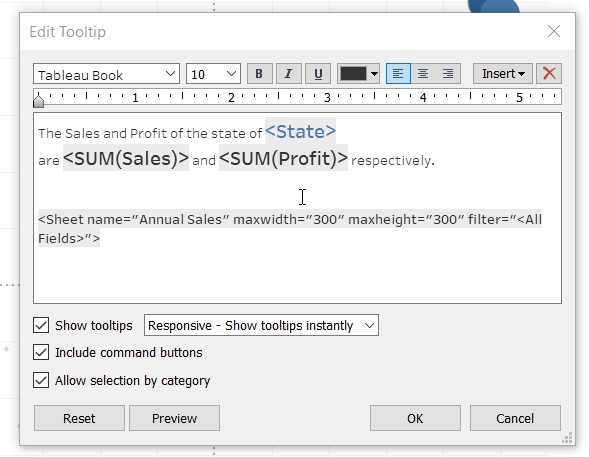 Edit Tooltip
Tableau Book 10 B I U Insert
1 2 3 4 5
The Sales and Profit of the state of <State>
are <SUM(Sales)> and <SUM(Profit)> respectively.
<Sheet name="Annual Sales" maxwidth="300" maxheight="300" filter="<All
Fields>">
Show tooltips Responsive - Show tooltips instantly
Include command buttons
Allow selection by category
Reset Preview OK Cancel